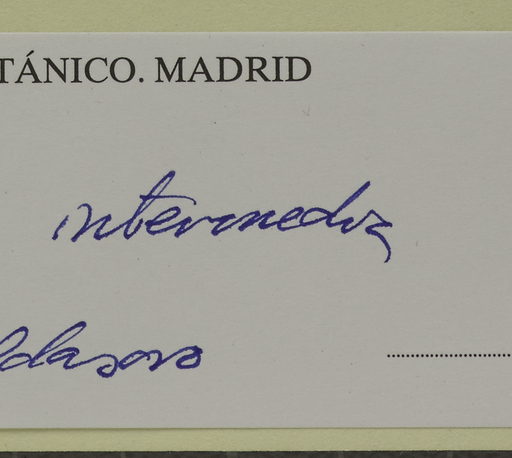 TÁNICO. MADRID
intermedia
ldasoro